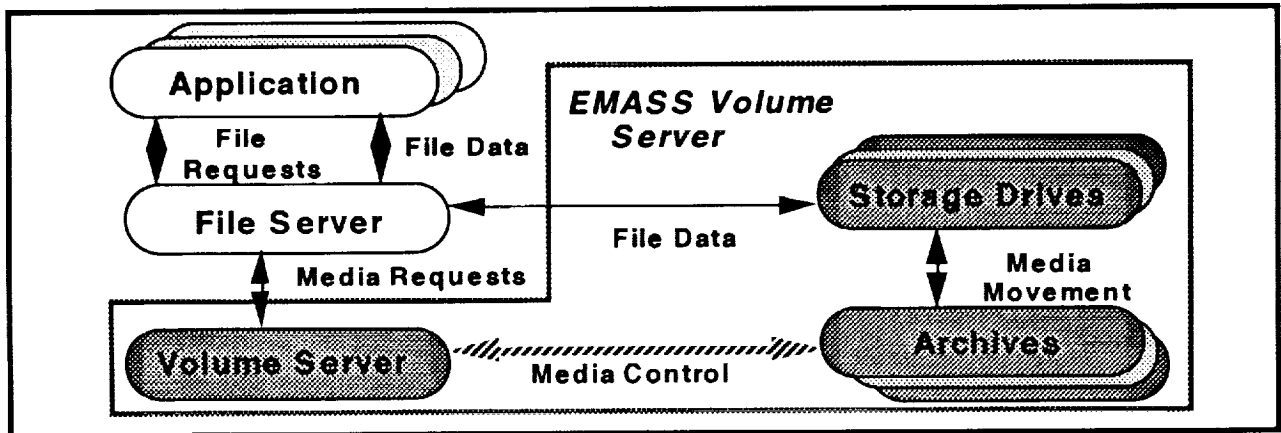 Application
EMASS Volume
Server
File
Requests
File Data
Storage Drives
File Server
File Data
Media Requests
Media
Movement
Volume Server
Archives
Media Control